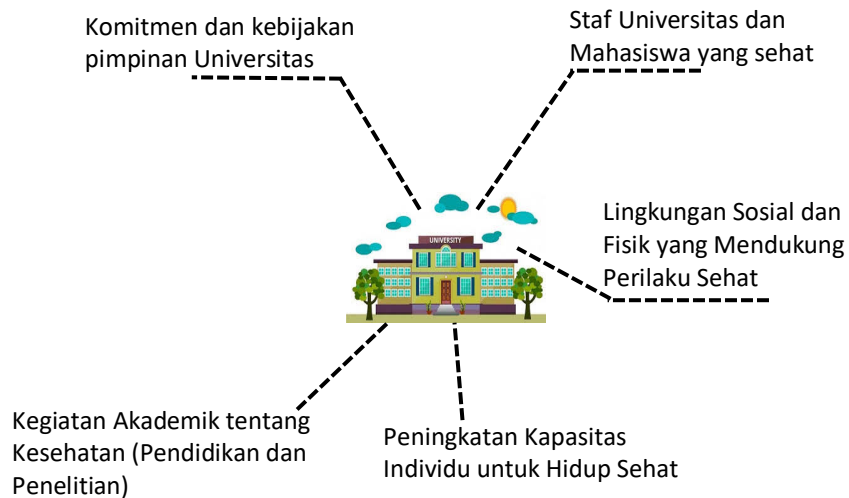 Komitmen dan kebijakan
pimpinan Universitas
Staf Universitas dan
Mahasiswa yang sehat
Lingkungan Sosial dan
Fisik yang Mendukung
Perilaku Sehat
UNIVERSITY
Kegiatan Akademik tentang
Kesehatan (Pendidikan dan
Penelitian)
Peningkatan Kapasitas
Individu untuk Hidup Sehat